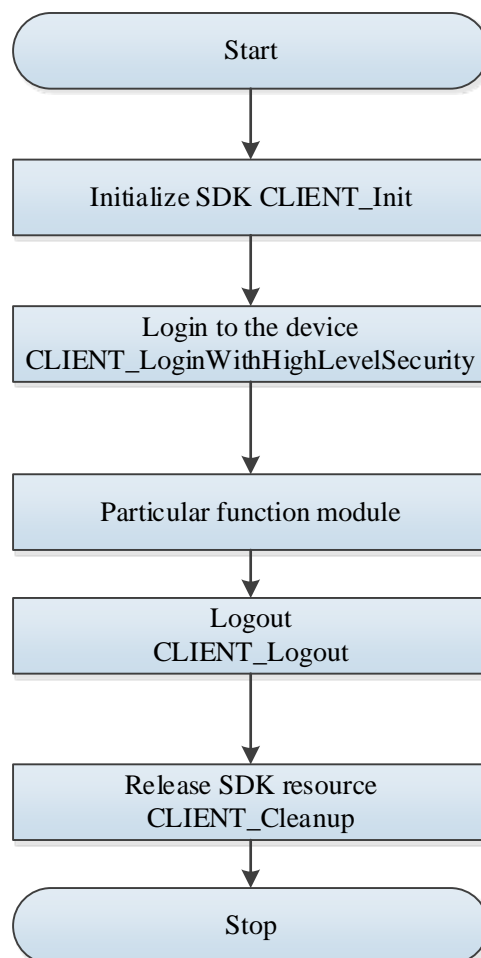 Start
Initialize SDK CLIENT_Init
Login to the device
CLIENT_LoginWithHighLevelSecurity
Particular function module
Logout
CLIENT_Logout
Release SDK resource
CLIENT_Cleanup
Stop